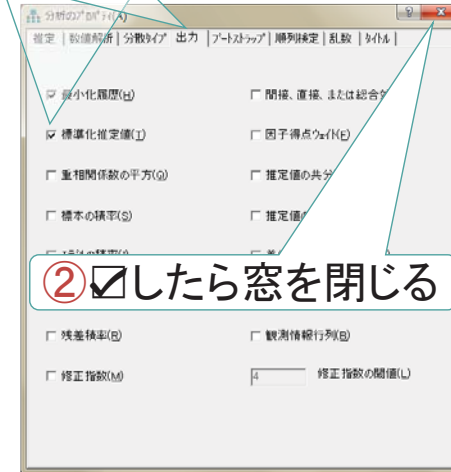 分析のプロパティ(A)
推定 数値解析 分散タイプ 出力 ブートストラップ 順列検定 乱数 タイトル
最小化履歴(H) 間接、直接、または総合
標準化推定値(T) 因子得点ウェイト(F)
重相関係数の平方(Q) 推定値の共分
標本の積率(S) 推定値の
②☑したら窓を閉じる
残差積率(R) 観測情報行列(B)
修正指数(M) 4 修正指数の閾値(L)